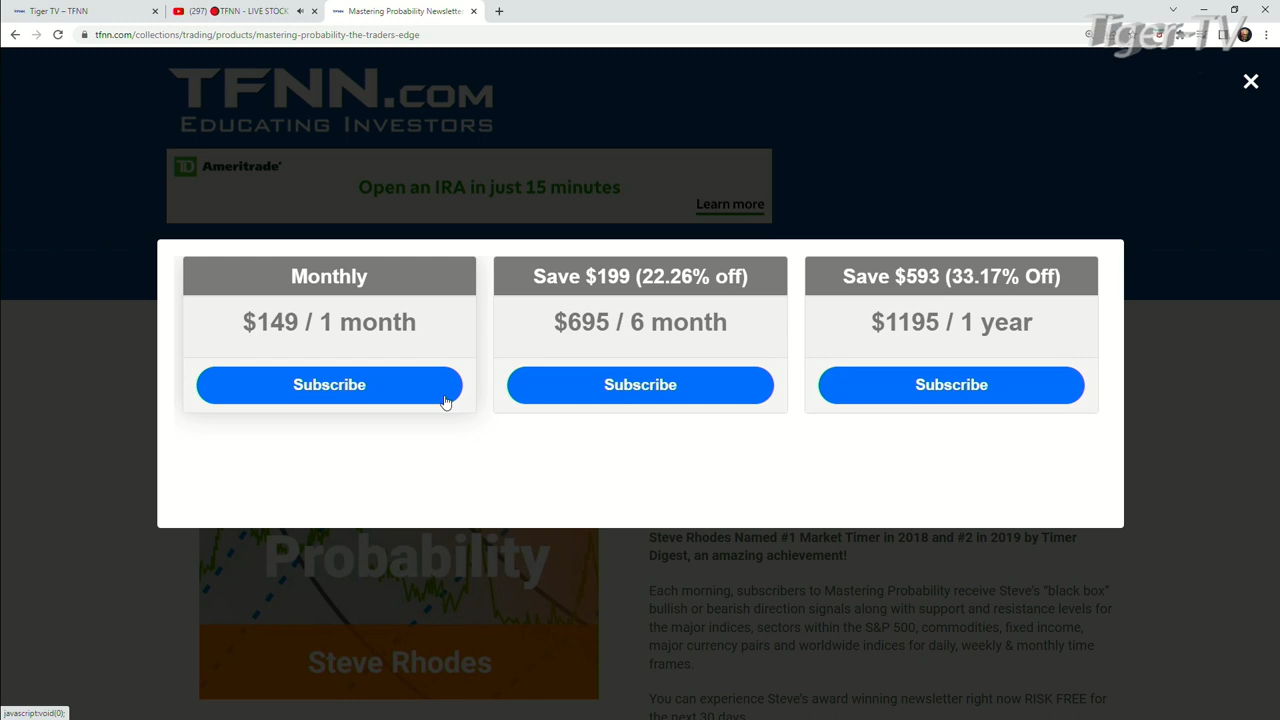 Tiger TV – TFNN
(297) 🔴TFNN - LIVE STOCK
Mastering Probability Newslette
tfnn.com/collections/trading/products/mastering-probability-the-traders-edge
Tiger TV
TFNN.COM
EDUCATING INVESTORS
TD Ameritrade
Open an IRA in just 15 minutes
Learn more
Monthly
$149 / 1 month
Subscribe
Save $199 (22.26% off)
$695 / 6 month
Subscribe
Save $593 (33.17% Off)
$1195 / 1 year
Subscribe
Probability
Steve Rhodes
Steve Rhodes Named #1 Market Timer in 2018 and #2 in 2019 by Timer
Digest, an amazing achievement!
Each morning, subscribers to Mastering Probability receive Steve's "black box"
bullish or bearish direction signals along with support and resistance levels for
the major indices, sectors within the S&P 500, commodities, fixed income,
major currency pairs and worldwide indices for daily, weekly & monthly time
frames.
You can experience Steve's award winning newsletter right now RISK FREE for
the next 30 days
javascript:void(0);